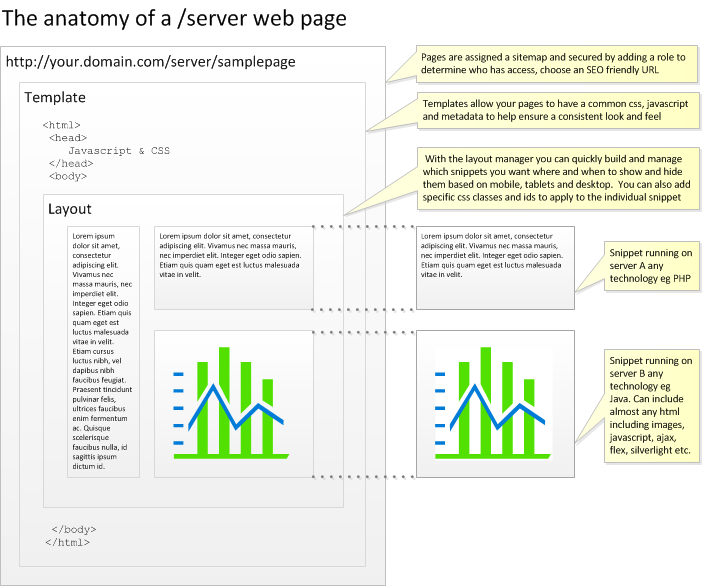 The anatomy of a /server web page
http://your.domain.com/server/samplepage
Pages are assigned a sitemap and secured by adding a role to
determine who has access, choose an SEO friendly URL
Template
Templates allow your pages to have a common css, javascript
and metadata to help ensure a consistent look and feel
<html>
<head>
Javascript & CSS
</head>
<body>
With the layout manager you can quickly build and manage
which snippets you want where and when to show and hide
them based on mobile, tablets and desktop. You can also add
specific css classes and ids to apply to the individual snippet
Layout
Lorem ipsum
dolor sit amet,
consectetur
adipiscing elit.
Vivamus nec
massa mauris, nec
imperdiet elit.
Integer eget odio
sapien. Etiam quis
quam eget est
luctus malesuada
vitae in velit.
Etiam cursus
luctus nibh, vel
dapibus nibh
faucibus feugiat.
Praesent tincidunt
pulvinar felis,
ultrices faucibus
enim fermentum
ac. Quisque
scelerisque
faucibus nulla, id
sagittis ipsum
dictum id.
Lorem ipsum dolor sit amet, consectetur
adipiscing elit. Vivamus nec massa mauris,
nec imperdiet elit. Integer eget odio sapien.
Etiam quis quam eget est luctus malesuada
vitae in velit.
Lorem ipsum dolor sit amet, consectetur
adipiscing elit. Vivamus nec massa mauris,
nec imperdiet elit. Integer eget odio sapien.
Etiam quis quam eget est luctus malesuada
vitae in velit.
Snippet running on
server A any
technology eg PHP
Snippet running on
server B any
technology eg
Java. Can include
almost any html
including images,
javascript, ajax,
flex, silverlight etc.
</body>
</html>